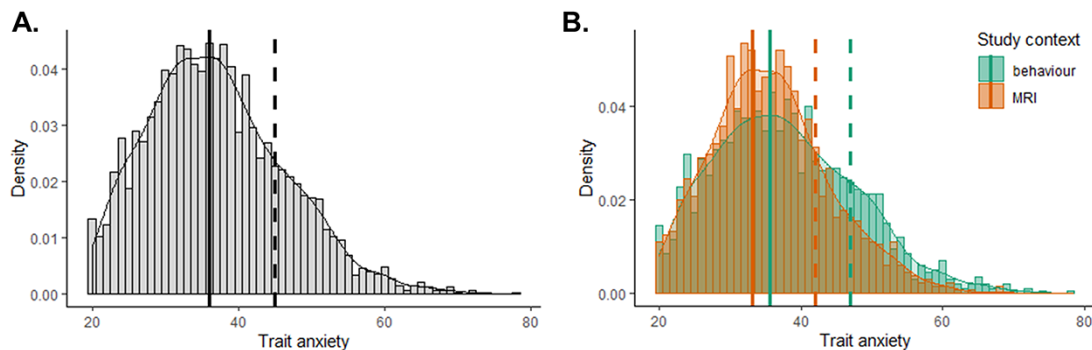 A.
0.04
0.03
0.02
0.01
0.00
Density
20
40
60
80
Trait anxiety
B.
Study context
behaviour
MRI
0.04
0.02
0.00
Density
20
40
60
80
Trait anxiety